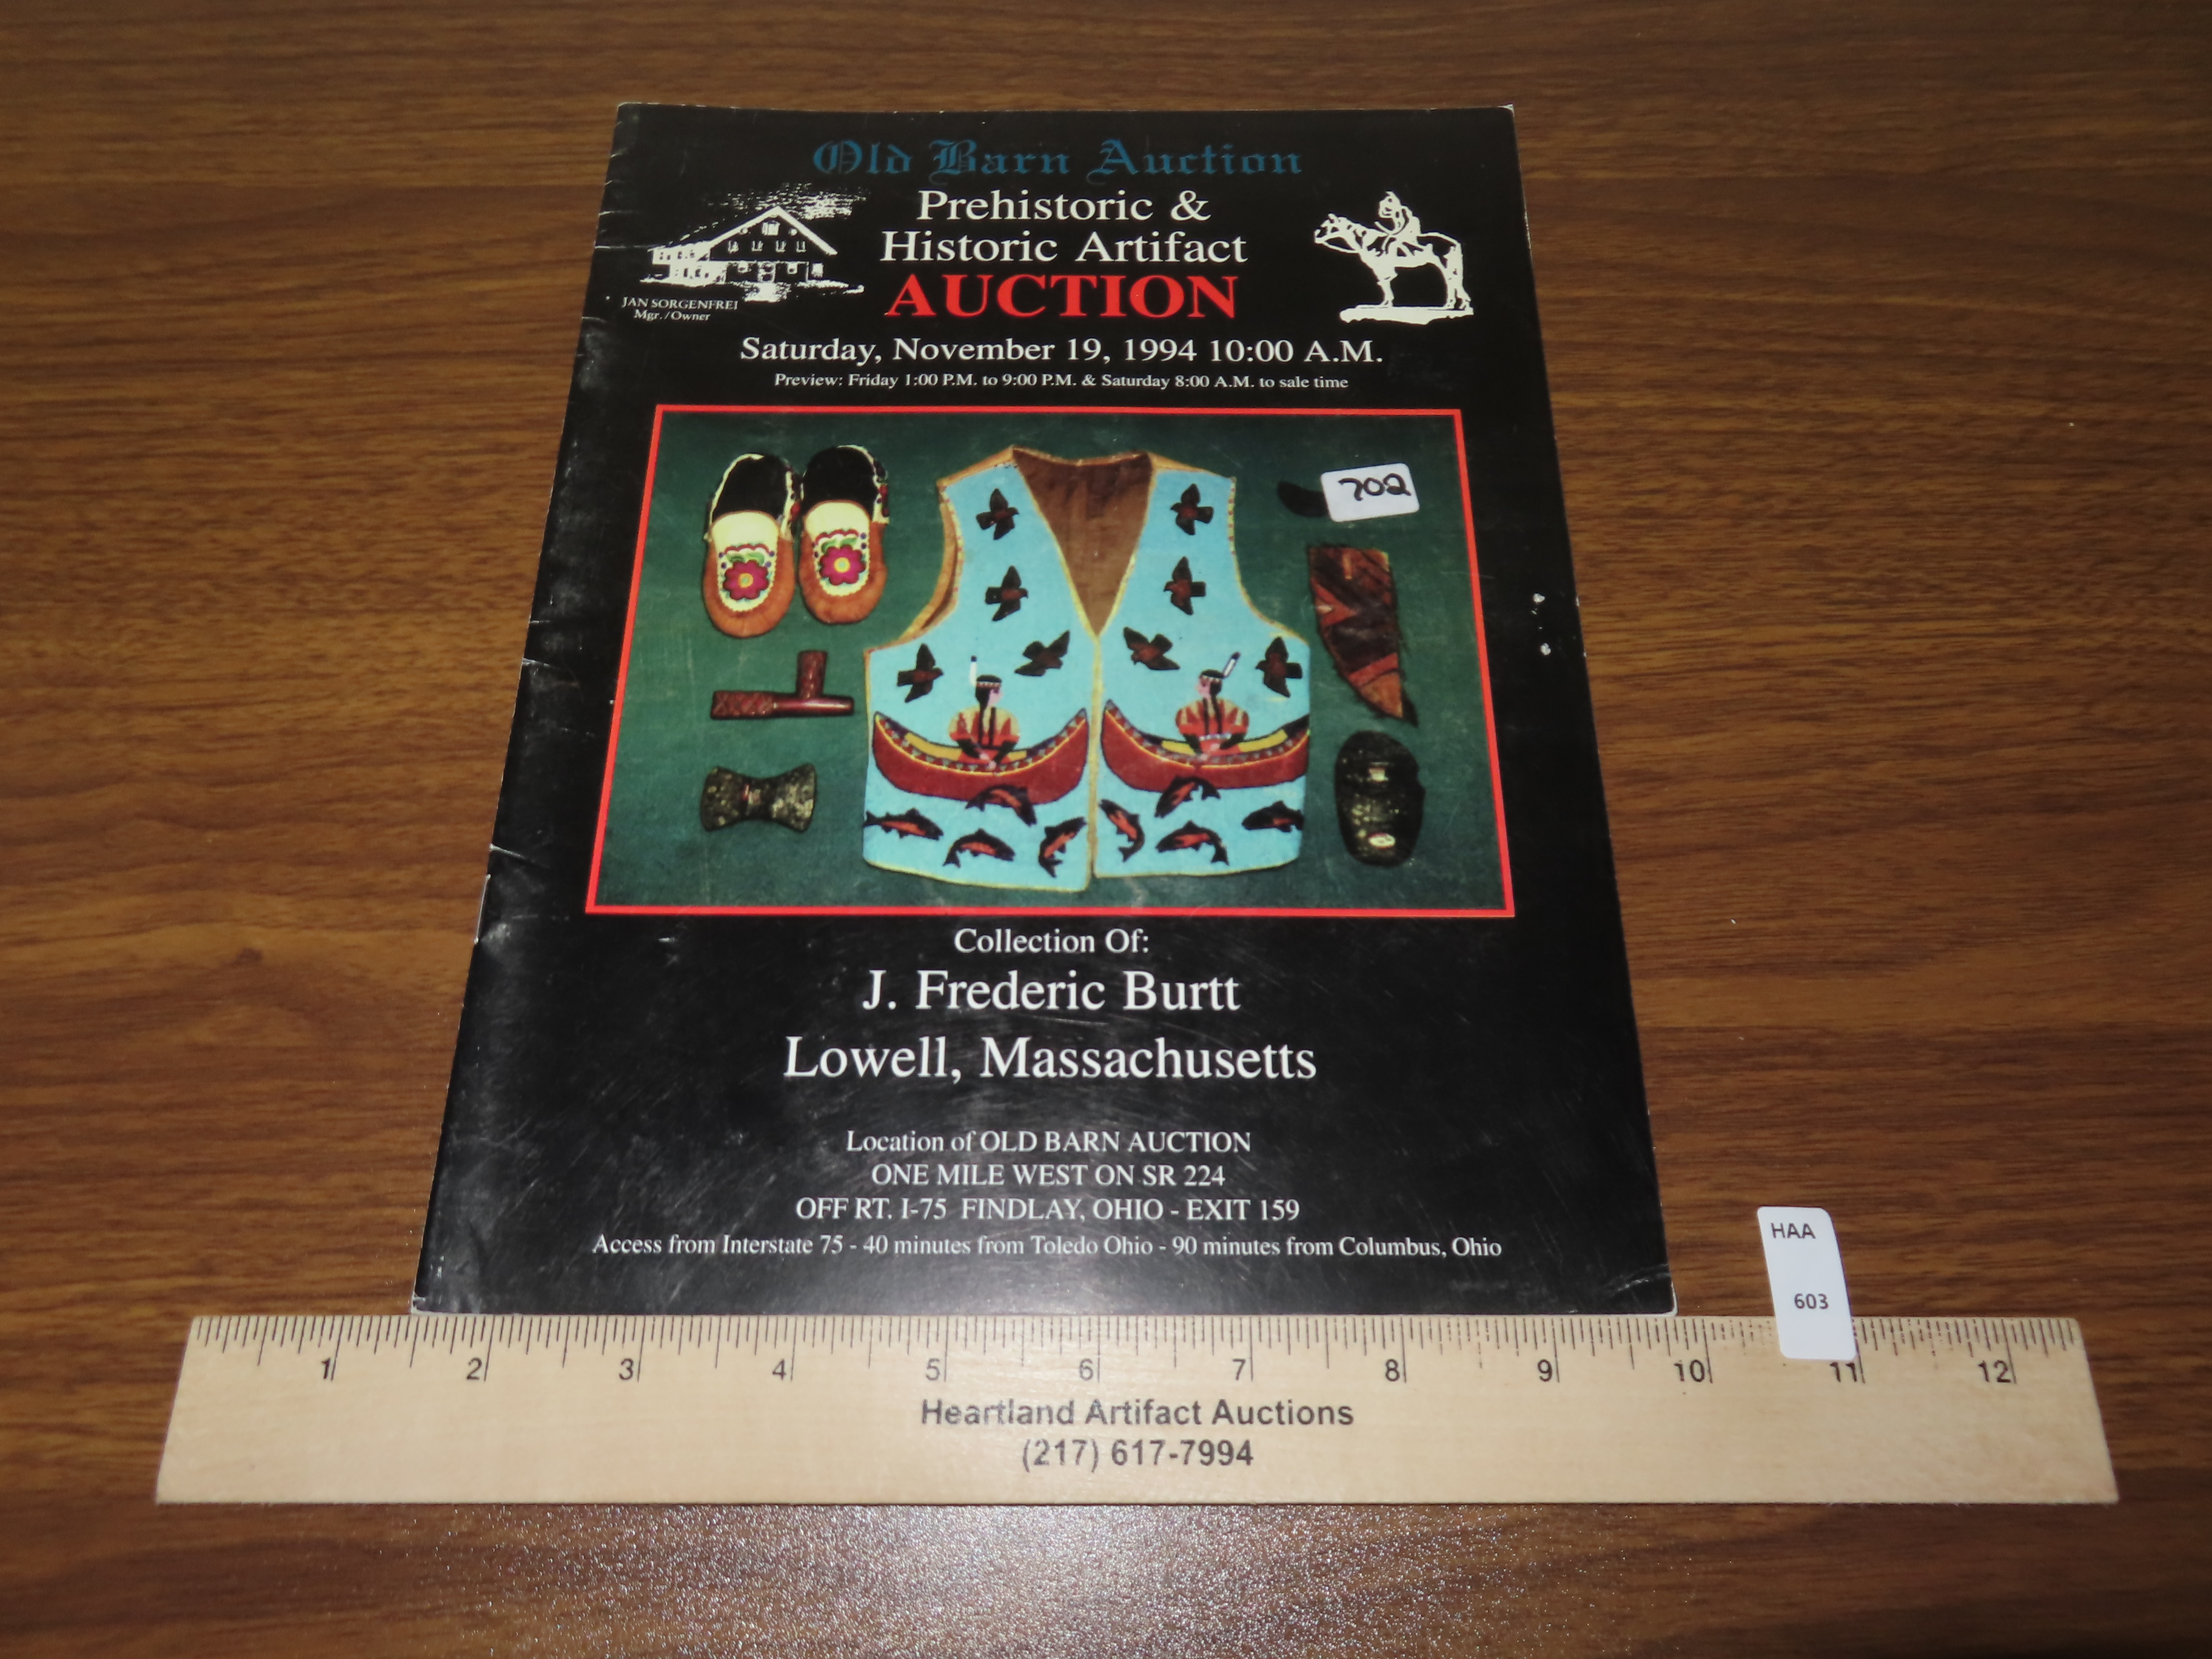 Old Barn Auction
Prehistoric &
Historic Artifact
AUCTION
JAN SORGENFREI
Mgr./Owner
Saturday, November 19, 1994 10:00 A.M.
Preview: Friday 1:00 P.M. to 9:00 P.M. & Saturday 8:00 A.M. to sale time
702
Collection Of:
J. Frederic Burtt
Lowell, Massachusetts
Location of OLD BARN AUCTION
ONE MILE WEST ON SR 224
OFF RT. I-75 FINDLAY, OHIO - EXIT 159
Access from Interstate 75 - 40 minutes from Toledo Ohio - 90 minutes from Columbus, Ohio
HAA
603
1 2 3 4 5 6 7 8 9 10 11 12
Heartland Artifact Auctions
(217) 617-7994